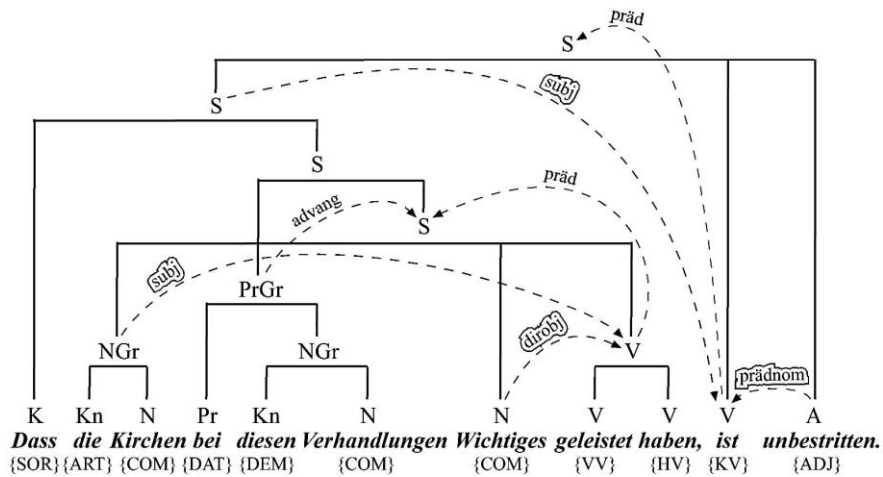 präd
S
subj
S
S
präd
advang
S
subj
PrGr
dirobj
NGr NGr V
prädnom
K Kn N Pr Kn N N V V V A
Dass die Kirchen bei diesen Verhandlungen Wichtiges geleistet haben, ist unbestritten.
{SOR} {ART} {COM} {DAT} {DEM} {COM} {COM} {VV} {HV} {KV} {ADJ}